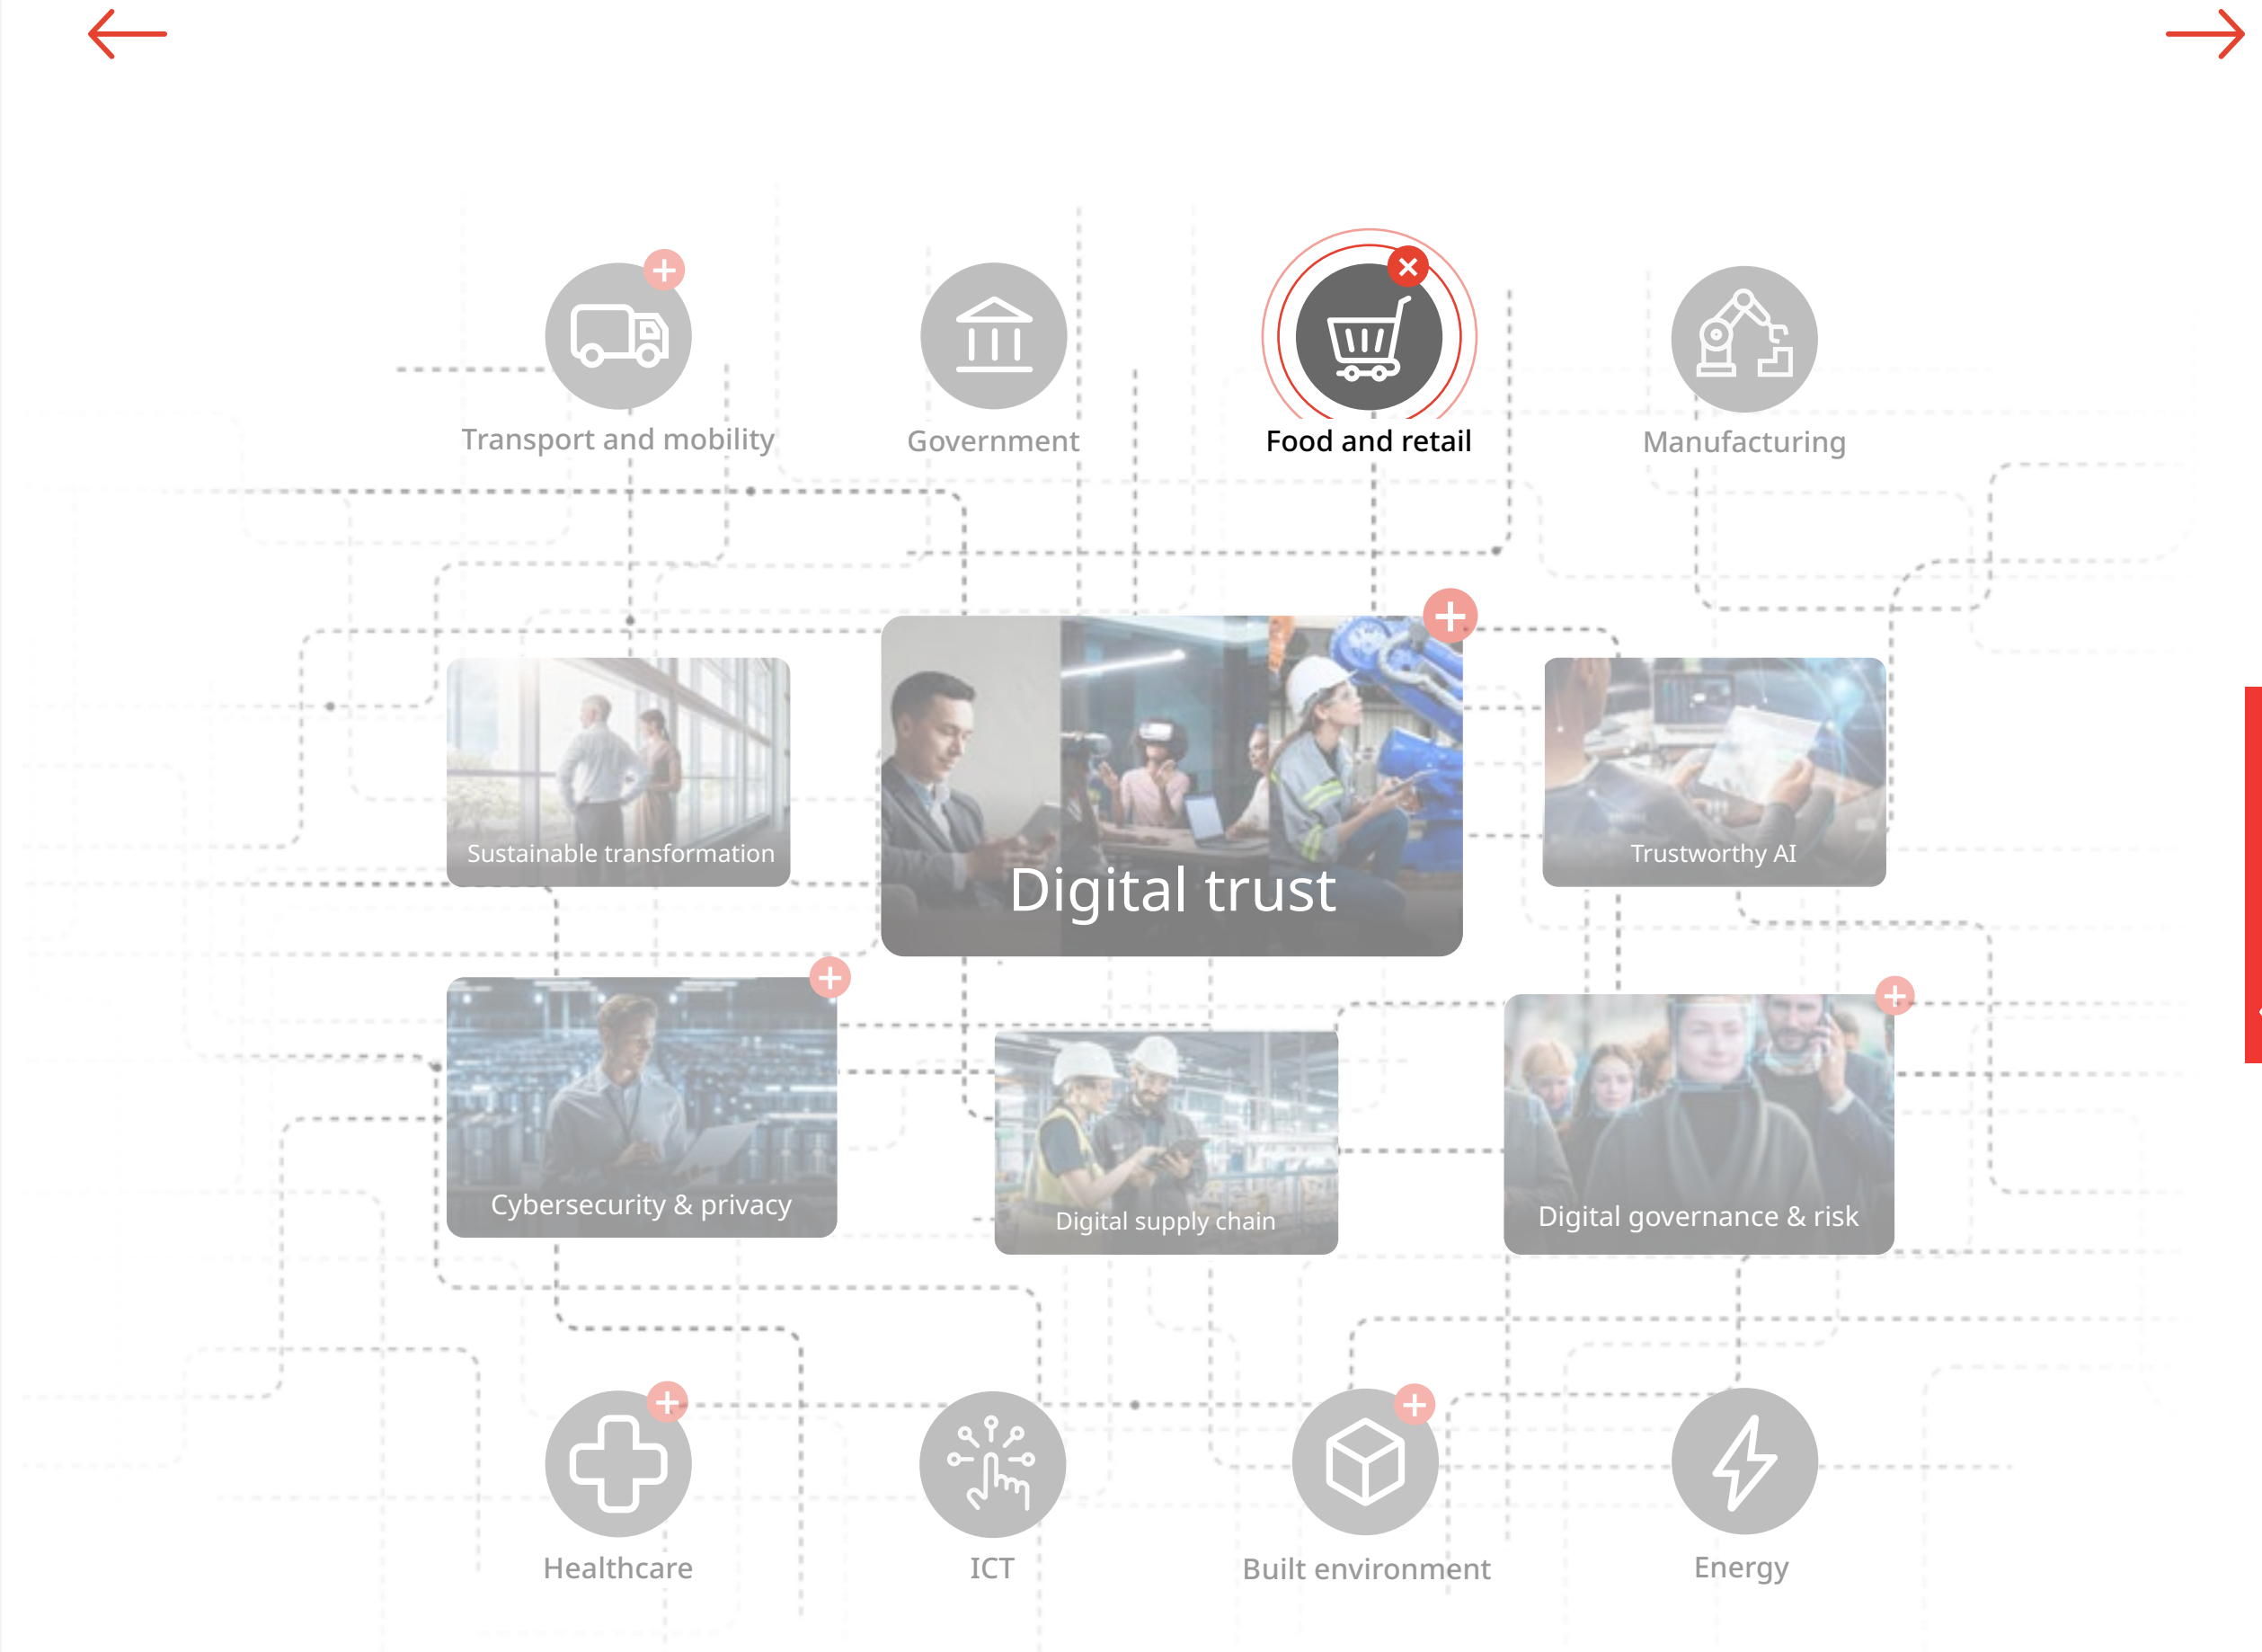 Transport and mobility
Government
Food and retail
Manufacturing
Sustainable transformation
Digital trust
Trustworthy AI
Cybersecurity & privacy
Digital supply chain
Digital governance & risk
Healthcare
ICT
Built environment
Energy